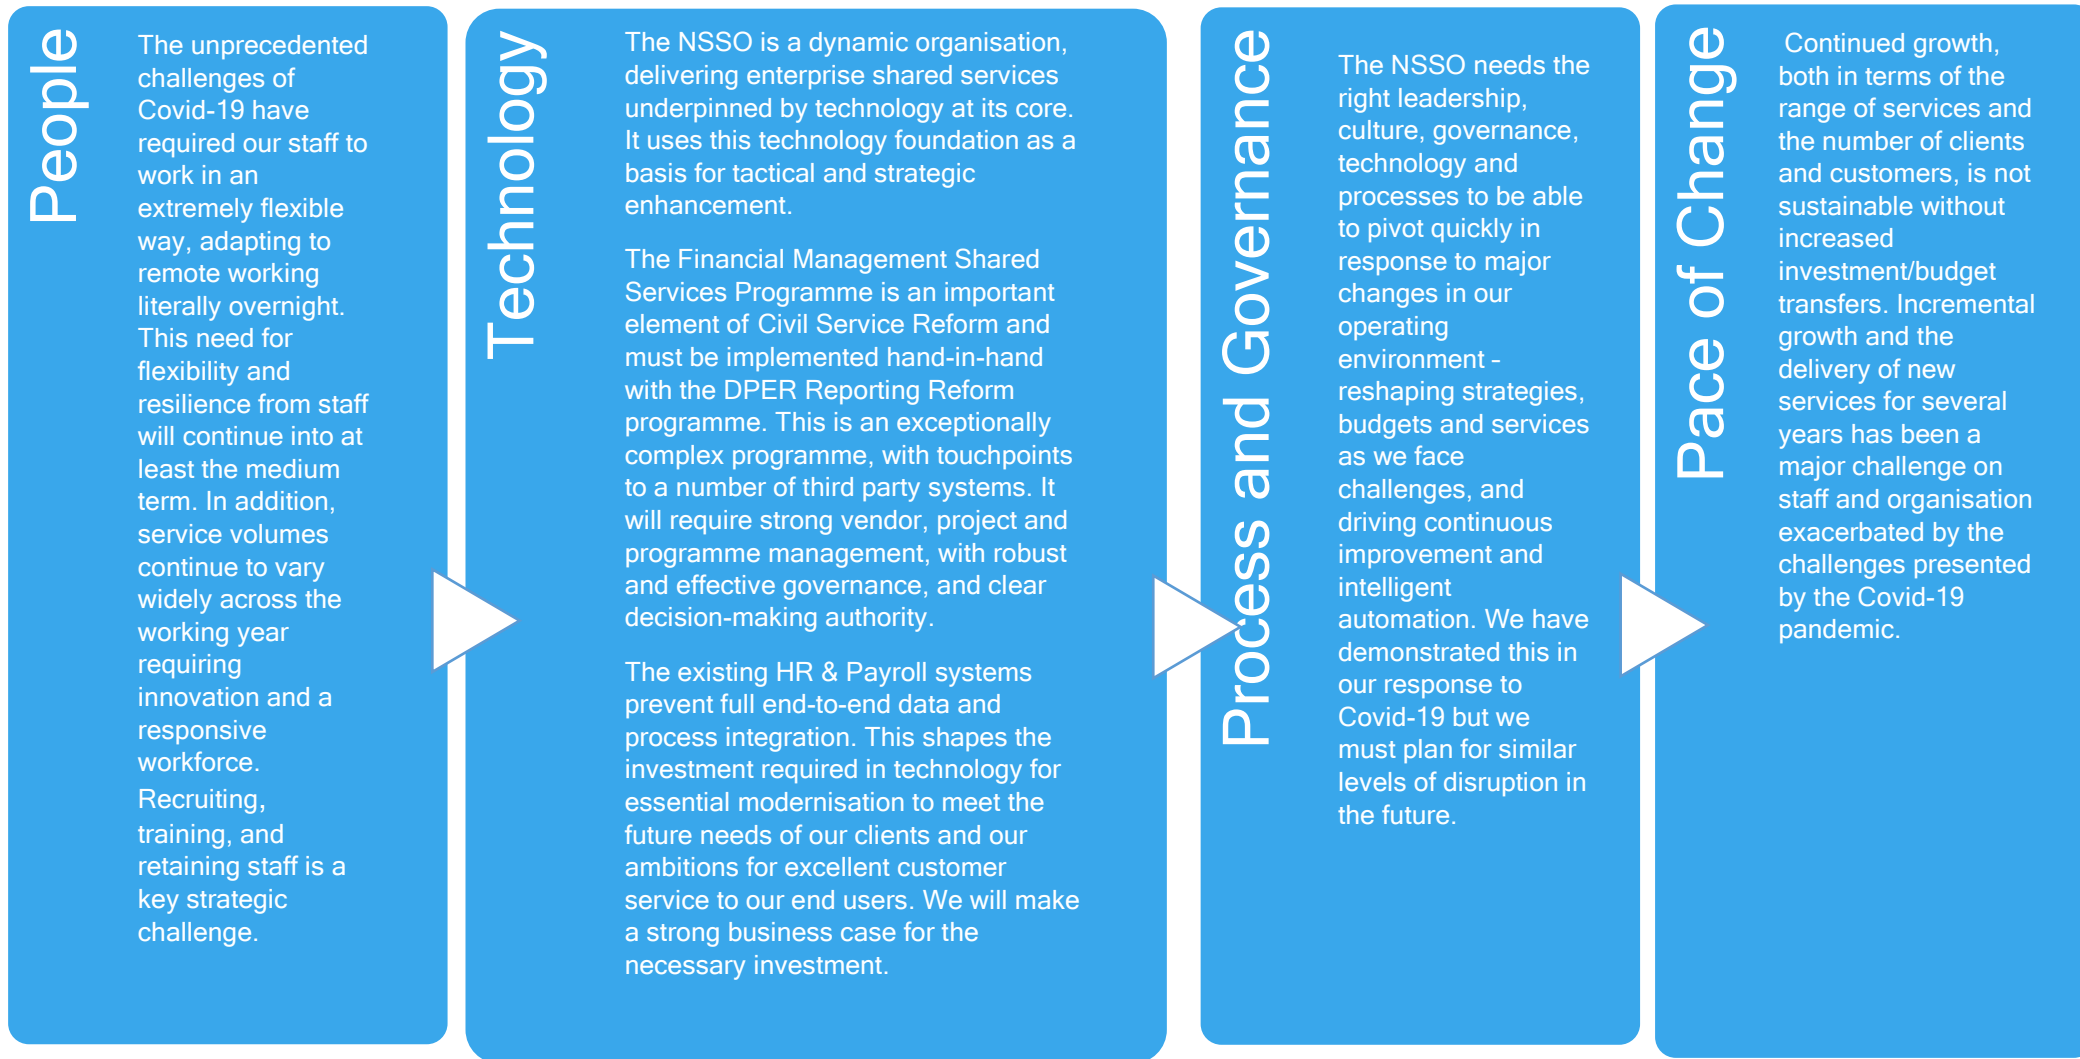 People
The unprecedented
challenges of
Covid-19 have
required our staff to
work in an
extremely flexible
way, adapting to
remote working
literally overnight.
This need for
flexibility and
resilience from staff
will continue into at
least the medium
term. In addition,
service volumes
continue to vary
widely across the
working year
requiring
innovation and a
responsive
workforce.
Recruiting,
training, and
retaining staff is a
key strategic
challenge.
Technology
The NSSO is a dynamic organisation,
delivering enterprise shared services
underpinned by technology at its core.
It uses this technology foundation as a
basis for tactical and strategic
enhancement.
The Financial Management Shared
Services Programme is an important
element of Civil Service Reform and
must be implemented hand-in-hand
with the DPER Reporting Reform
programme. This is an exceptionally
complex programme, with touchpoints
to a number of third party systems. It
will require strong vendor, project and
programme management, with robust
and effective governance, and clear
decision-making authority.
The existing HR & Payroll systems
prevent full end-to-end data and
process integration. This shapes the
investment required in technology for
essential modernisation to meet the
future needs of our clients and our
ambitions for excellent customer
service to our end users. We will make
a strong business case for the
necessary investment.
Process and Governance
The NSSO needs the
right leadership,
culture, governance,
technology and
processes to be able
to pivot quickly in
response to major
changes in our
operating
environment -
reshaping strategies,
budgets and services
as we face
challenges, and
driving continuous
improvement and
intelligent
automation. We have
demonstrated this in
our response to
Covid-19 but we
must plan for similar
levels of disruption in
the future.
Pace of Change
Continued growth,
both in terms of the
range of services and
the number of clients
and customers, is not
sustainable without
increased
investment/budget
transfers. Incremental
growth and the
delivery of new
services for several
years has been a
major challenge on
staff and organisation
exacerbated by the
challenges presented
by the Covid-19
pandemic.